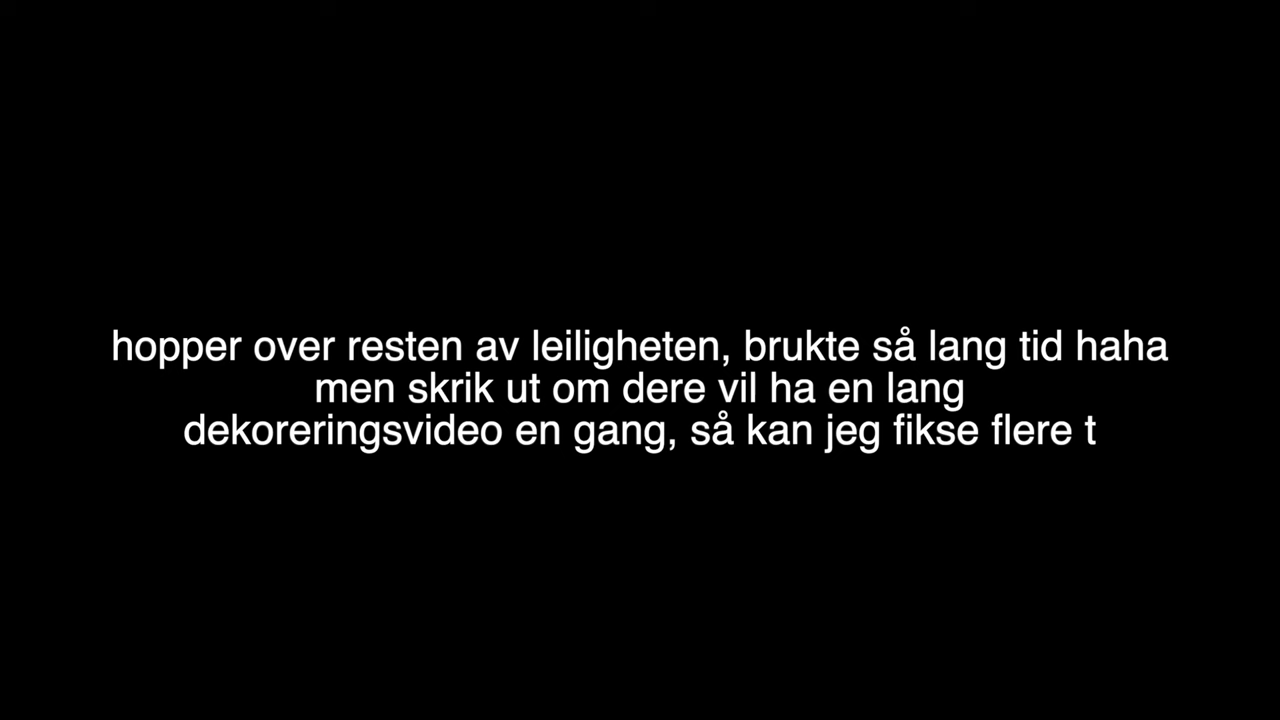 hopper over resten av leiligheten, brukte så lang tid haha
men skrik ut om dere vil ha en lang
dekoreringsvideo en gang, så kan jeg fikse flere t